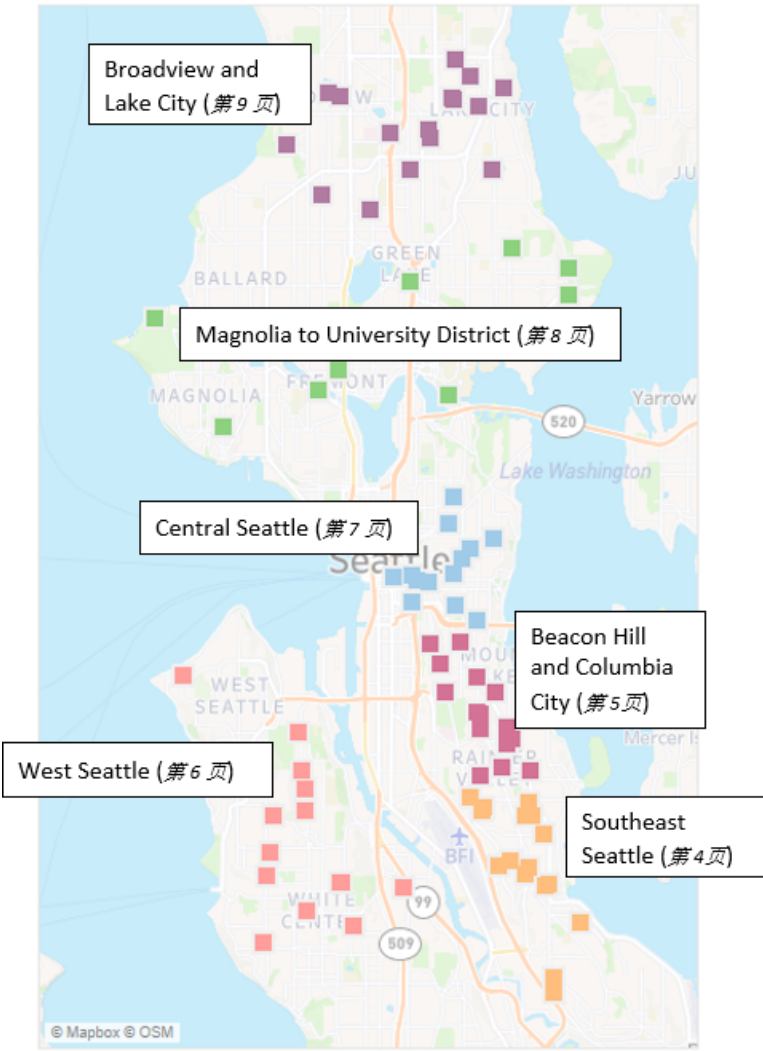 Broadview and
Lake City (第9 页)
LAKE CITY
JU
GREEN
LAKE
BALLARD
Magnolia to University District (第8 页)
FREMONT
MAGNOLIA
Yarrow
520
Lake Washington
Central Seattle (第7 页)
Seattle
Beacon Hill
and Columbia
City (第5页)
WEST
SEATTLE
Mercer Is
West Seattle (第6 页)
RAINIER
VALLEY
Southeast
Seattle (第4页)
BFI
WHITE
CENTER
99
509
© Mapbox © OSM